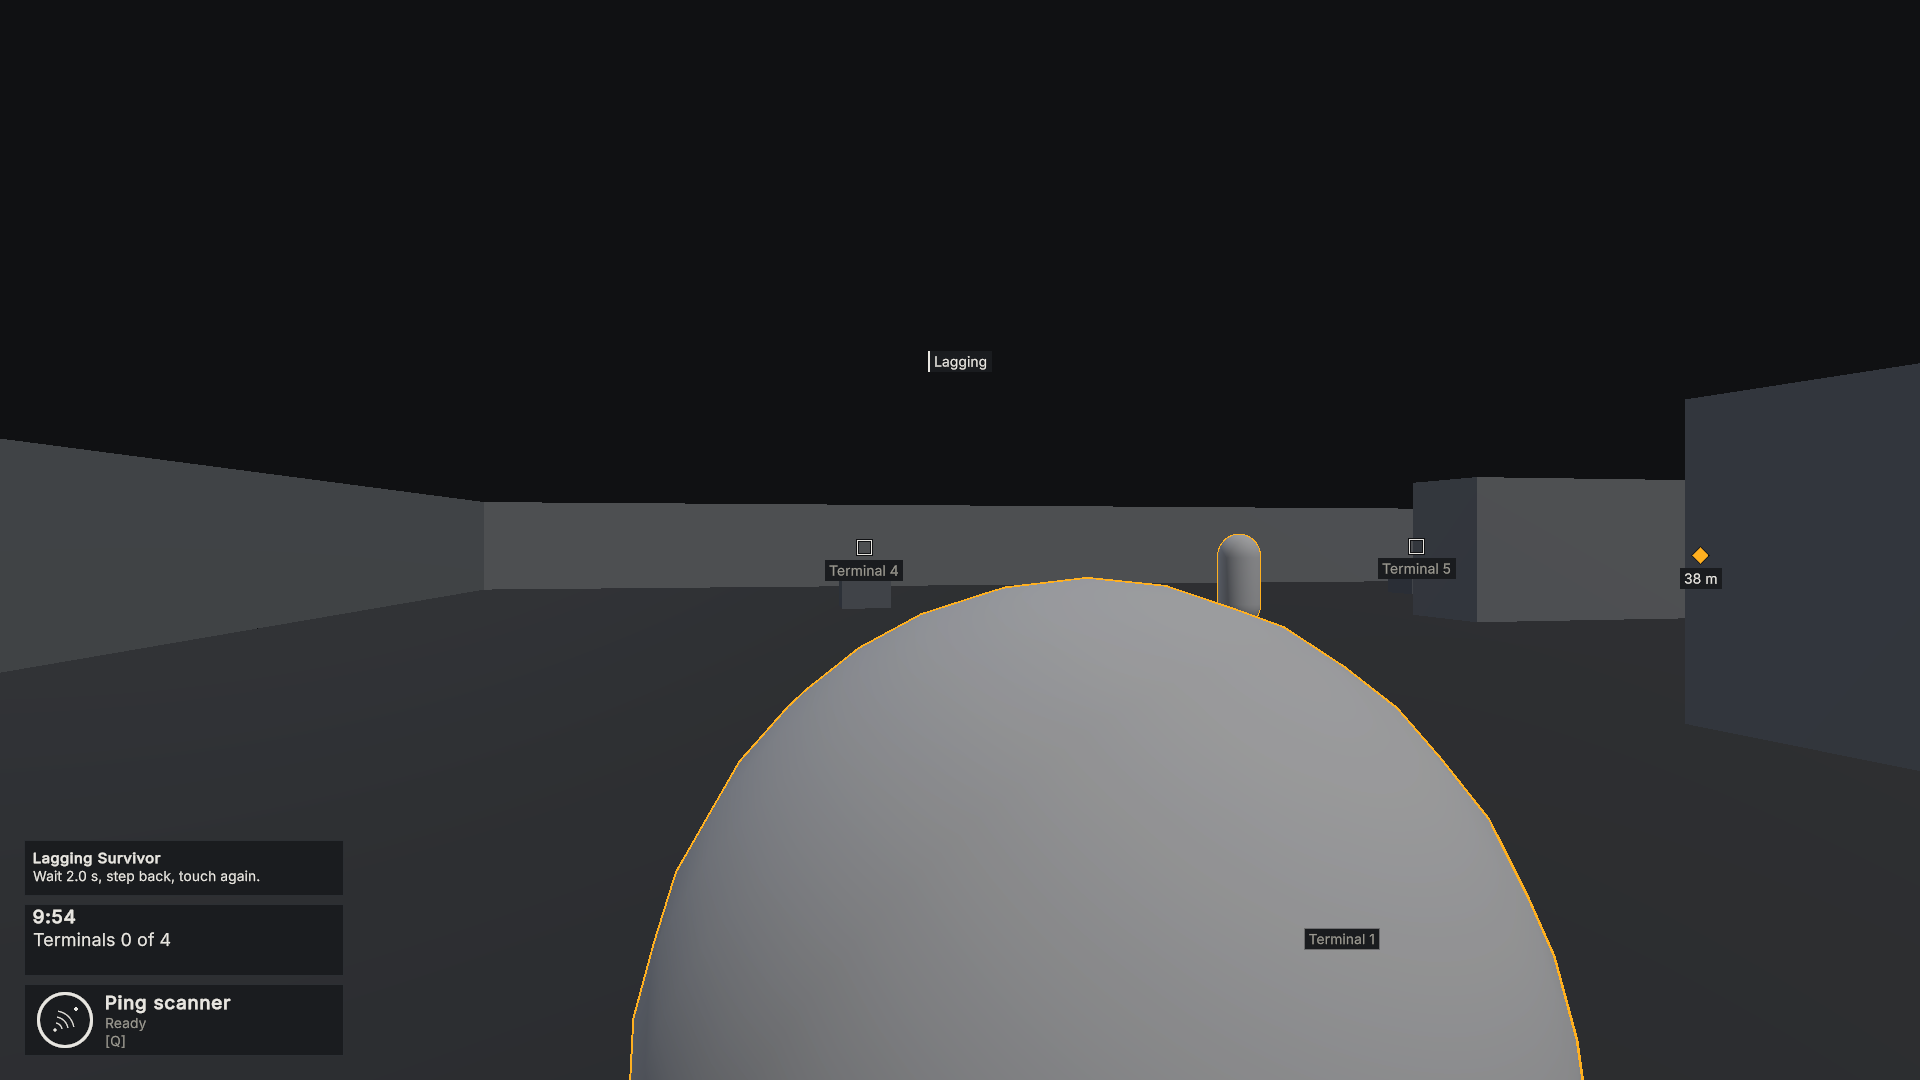 Lagging
Terminal 4
Terminal 5
38 m
Lagging Survivor
Wait 2.0 s, step back, touch again.
9:54
Terminals 0 of 4
Terminal 1
Ping scanner
Ready
[Q]